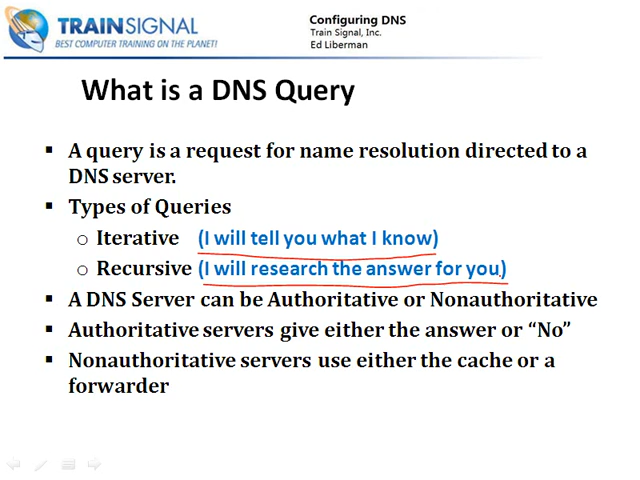 TRAINSIGNAL
BEST COMPUTER TRAINING ON THE PLANET!
Configuring DNS
Train Signal, Inc.
Ed Liberman
What is a DNS Query
▪ A query is a request for name resolution directed to a
DNS server.
▪ Types of Queries
o Iterative (I will tell you what I know)
o Recursive (I will research the answer for you)
▪ A DNS Server can be Authoritative or Nonauthoritative
▪ Authoritative servers give either the answer or “No”
▪ Nonauthoritative servers use either the cache or a
forwarder